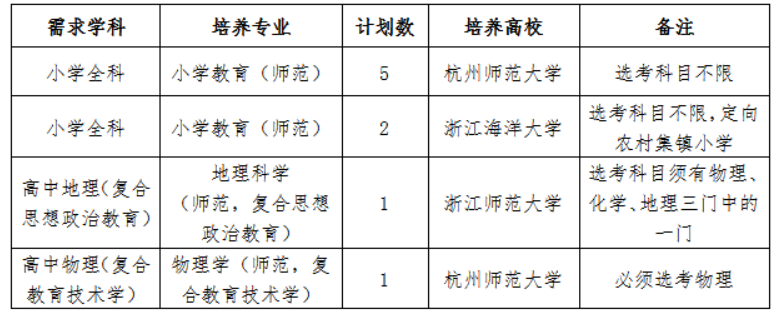 需求学科 培养专业 计划数 培养高校 备注
小学全科 小学教育（师范） 5 杭州师范大学 选考科目不限
小学全科 小学教育（师范） 2 浙江海洋大学 选考科目不限，定向
农村集镇小学
高中地理（复合
思想政治教育）
地理科学
（师范，复合思想
政治教育）
1
浙江师范大学
选考科目须有物理、
化学、地理三门中的
一门
高中物理（复合
教育技术学）
物理学（师范，复
合教育技术学）
1
杭州师范大学
必须选考物理